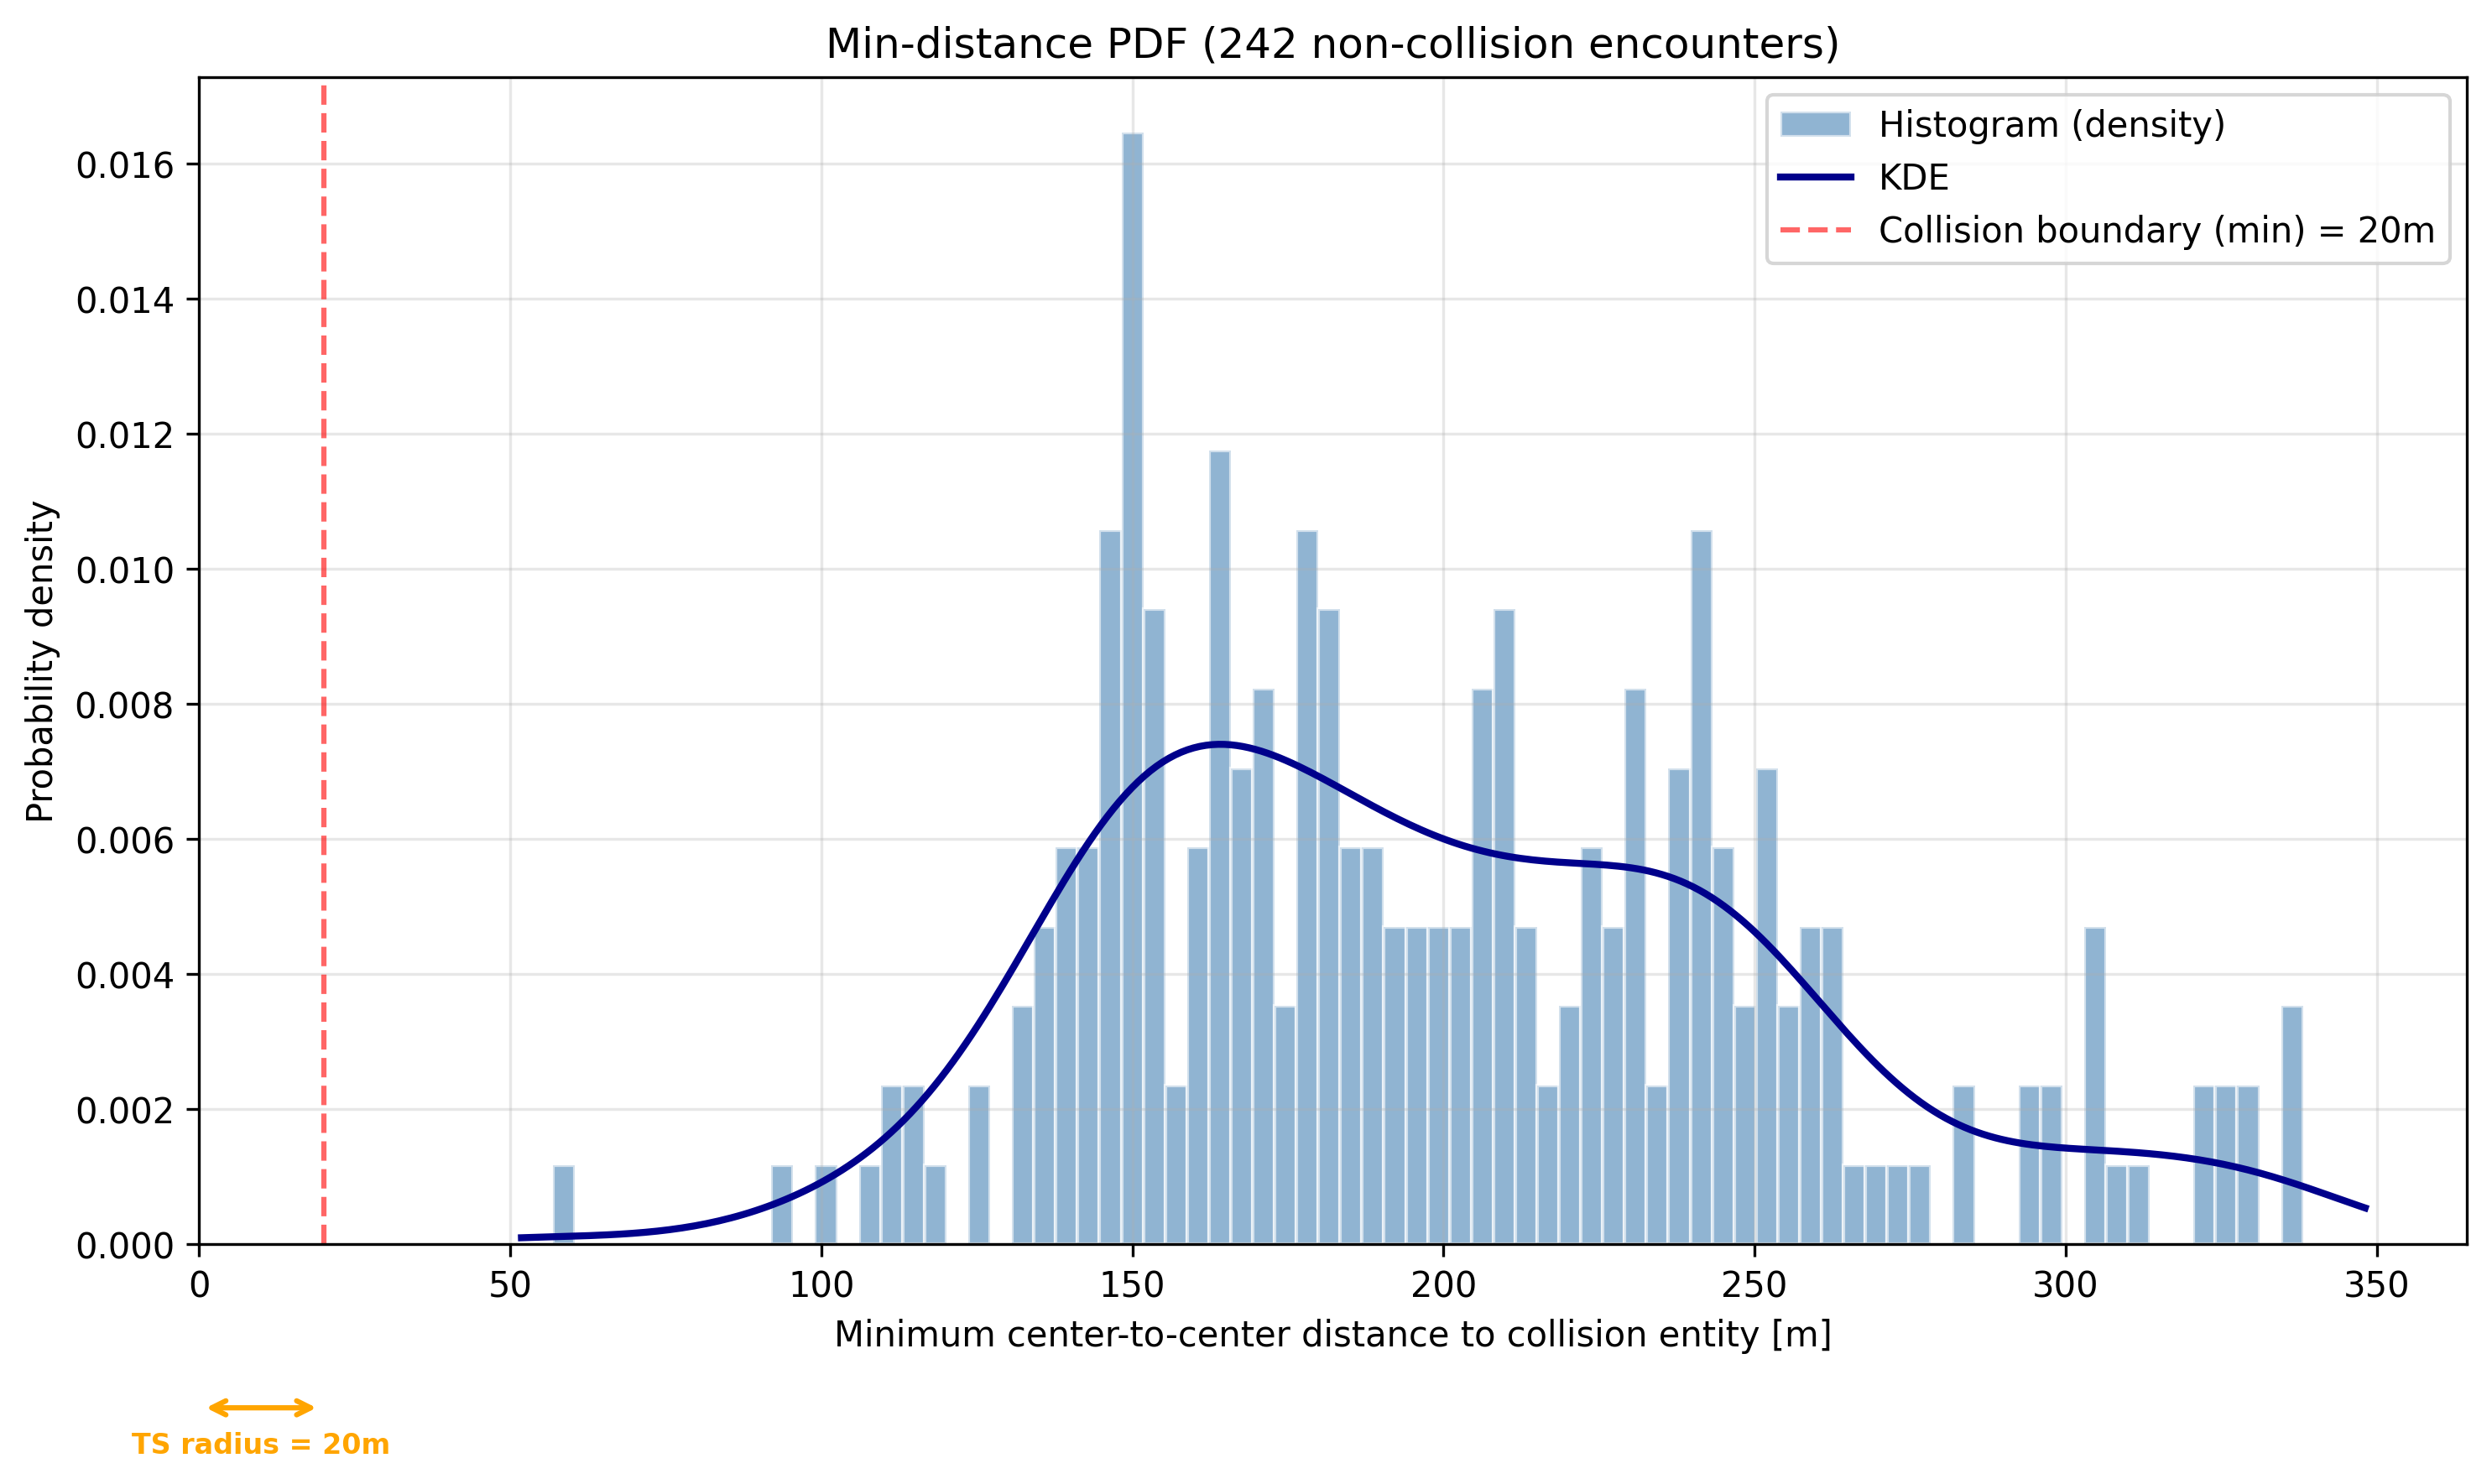 Min-distance PDF (242 non-collision encounters)
Histogram (density)
KDE
Collision boundary (min) = 20m
Probability density
0.016
0.014
0.012
0.010
0.008
0.006
0.004
0.002
0.000
0
50
100
150
200
250
300
350
Minimum center-to-center distance to collision entity [m]
TS radius = 20m